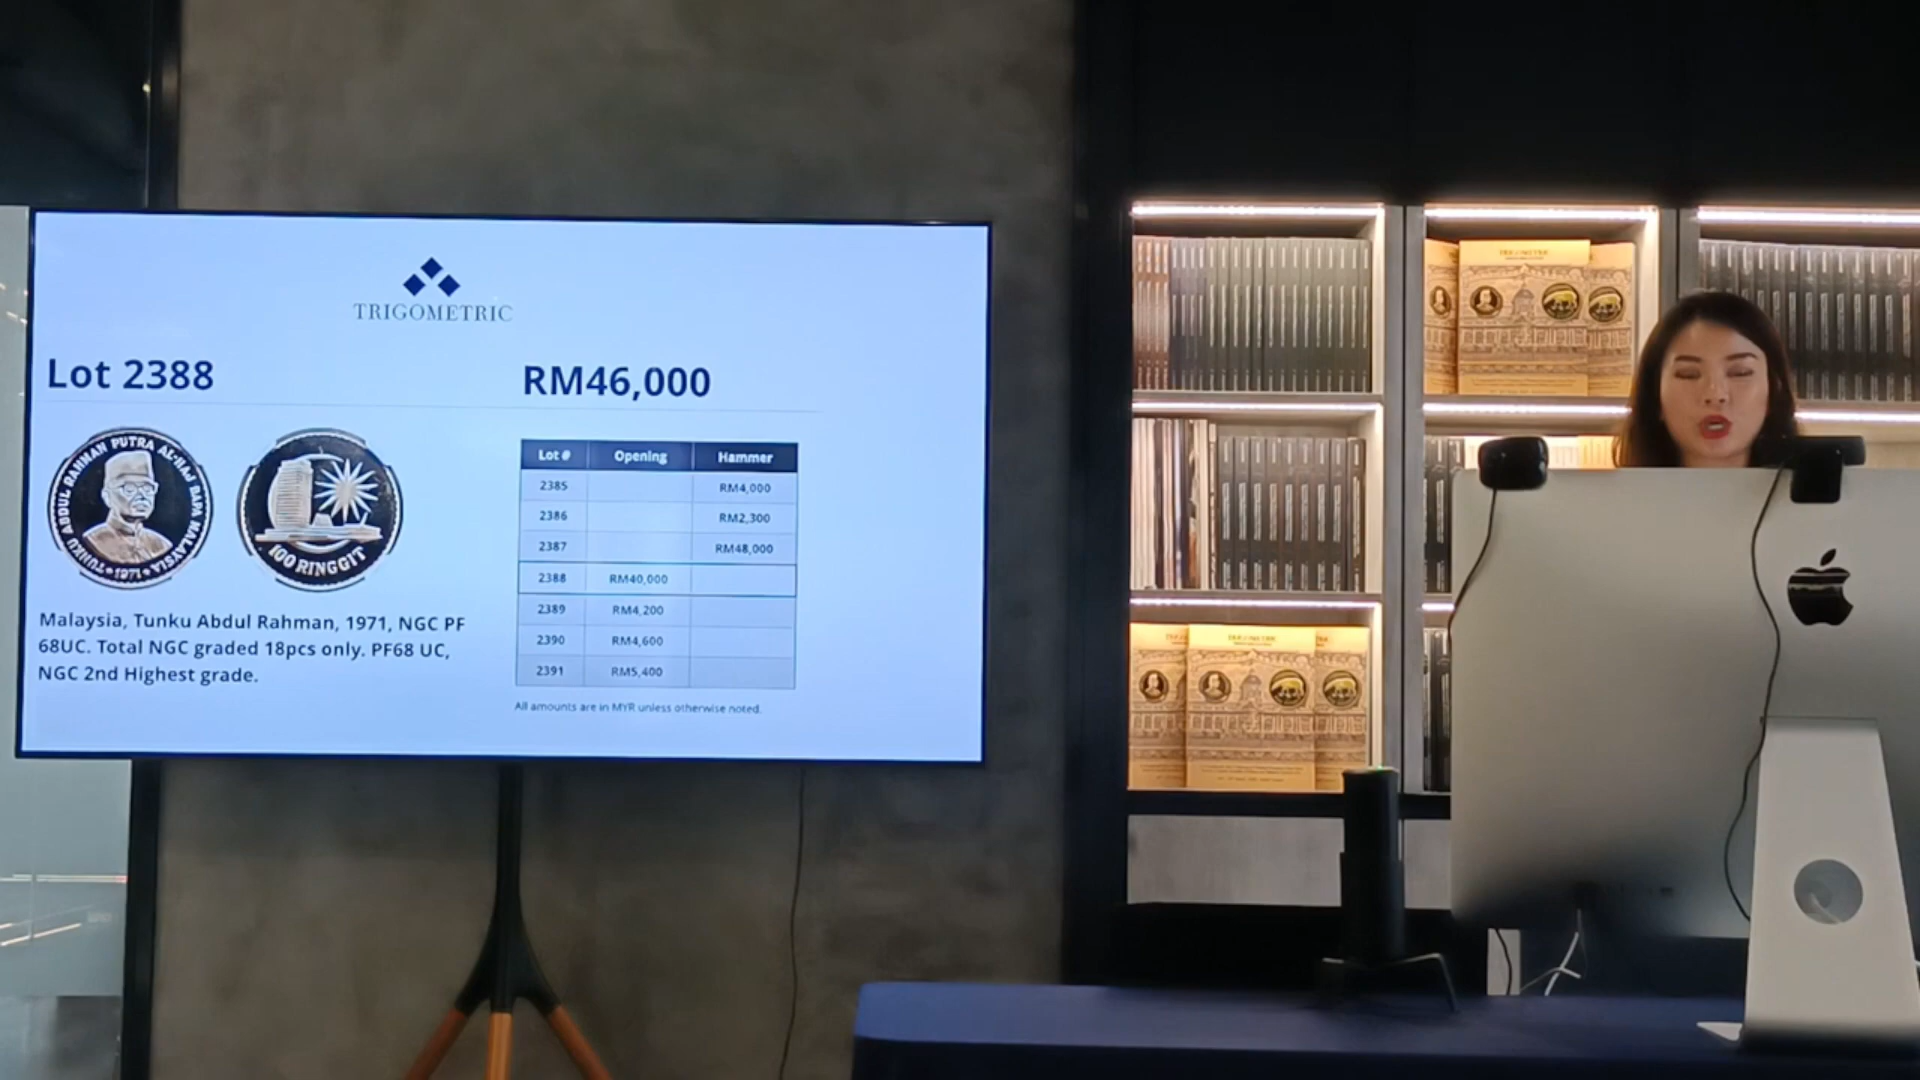 TRIGOMETRIC
Lot 2388
RM46,000
TUNKU ABDUL RAHMAN PUTRA AL-HAJ BAPA MALAYSIA
1971
100 RINGGIT
Malaysia, Tunku Abdul Rahman, 1971, NGC PF
68UC. Total NGC graded 18pcs only. PF68 UC,
NGC 2nd Highest grade.
Lot # Opening Hammer
2385 RM4,000
2386 RM2,300
2387 RM48,000
2388 RM40,000
2389 RM4,200
2390 RM4,600
2391 RM5,400
All amounts are in MYR unless otherwise noted.